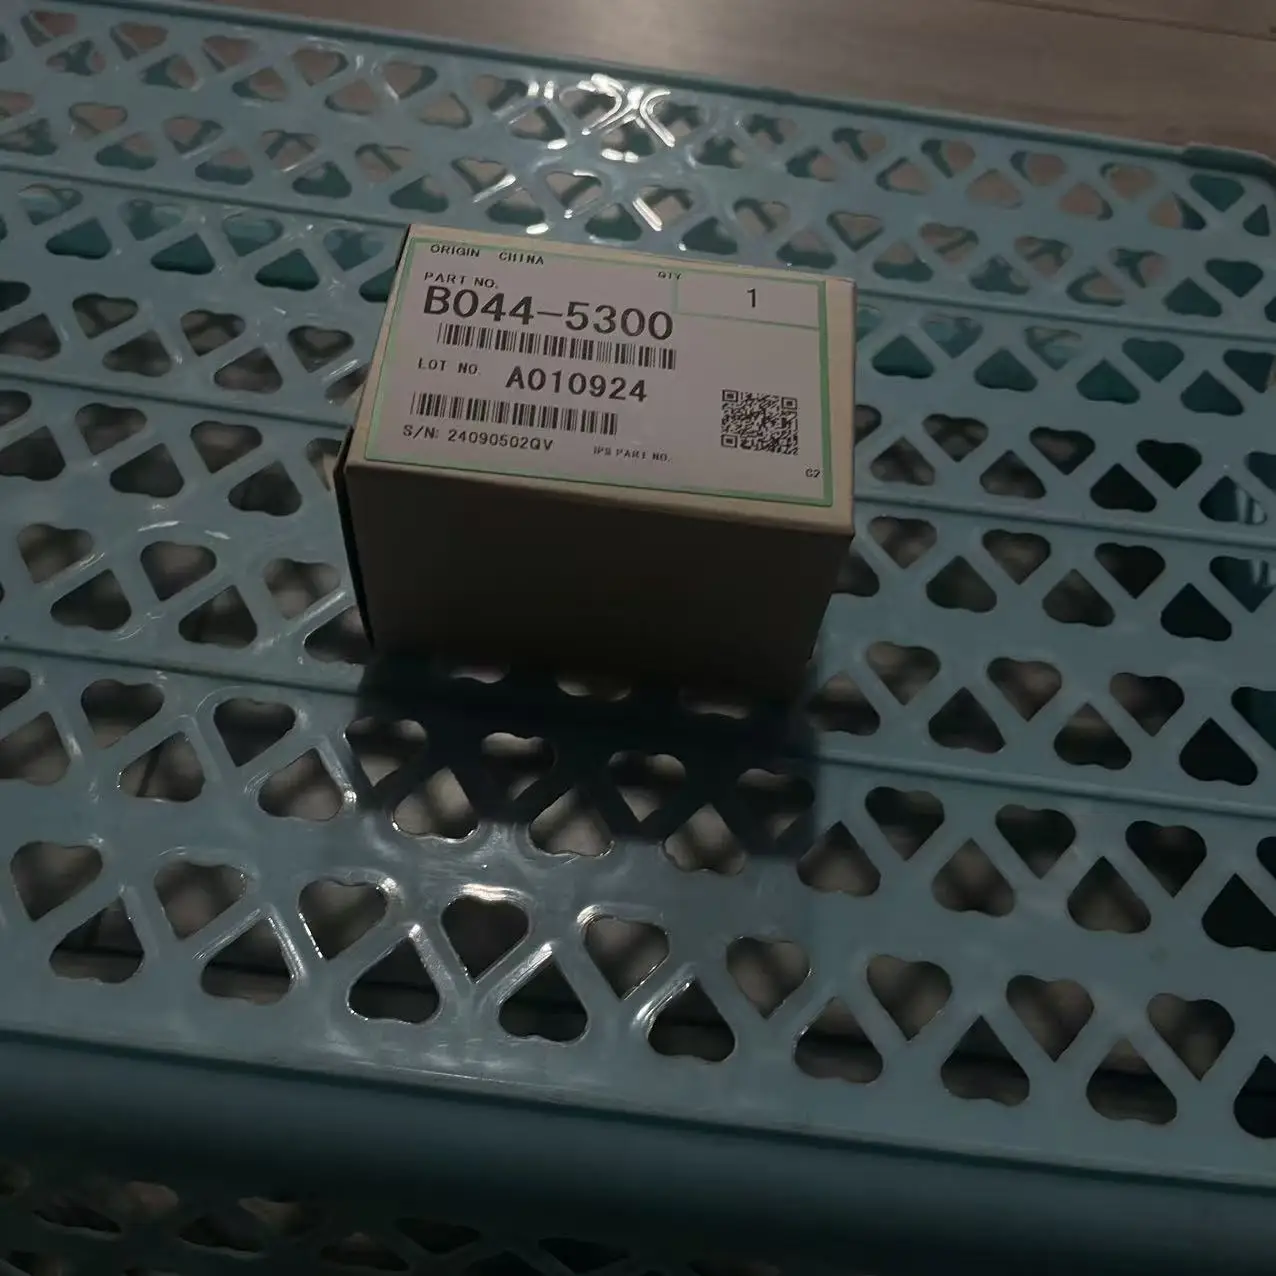 ORIGIN CHINA
QTY
1
PART NO.
B044-5300
LOT NO.
A010924
S/N: 24090502QV
IPS PART NO.
C2